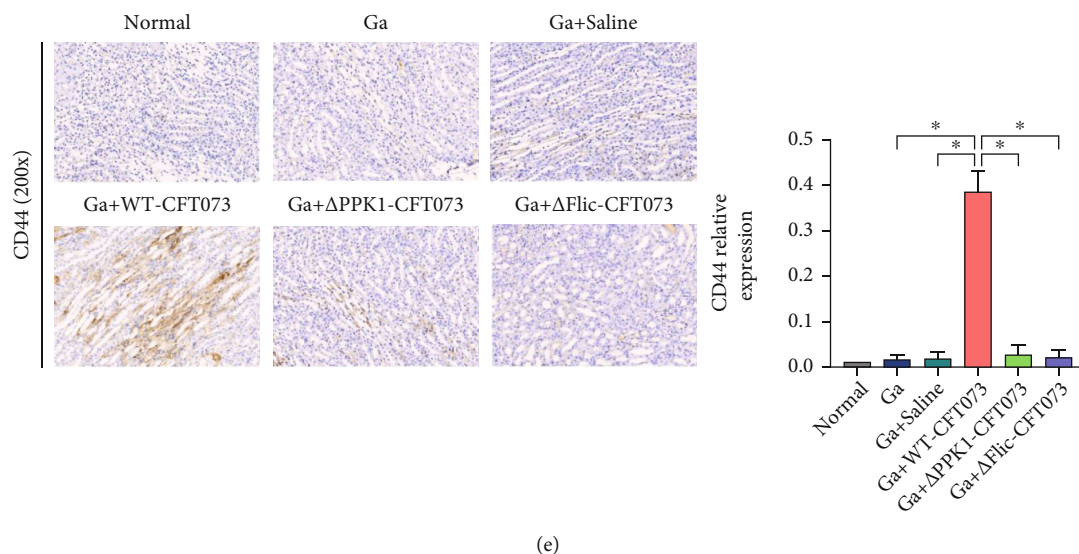 Normal
Ga
Ga+Saline
CD44 (200x)
Ga+WT-CFT073
Ga+ΔPPK1-CFT073
Ga+ΔFlic-CFT073
CD44 relative
expression
0.5
0.4
0.3
0.2
0.1
0.0
*
*
*
*
Normal
Ga
Ga+Saline
Ga+WT-CFT073
Ga+ΔPPK1-CFT073
Ga+ΔFlic-CFT073
(e)